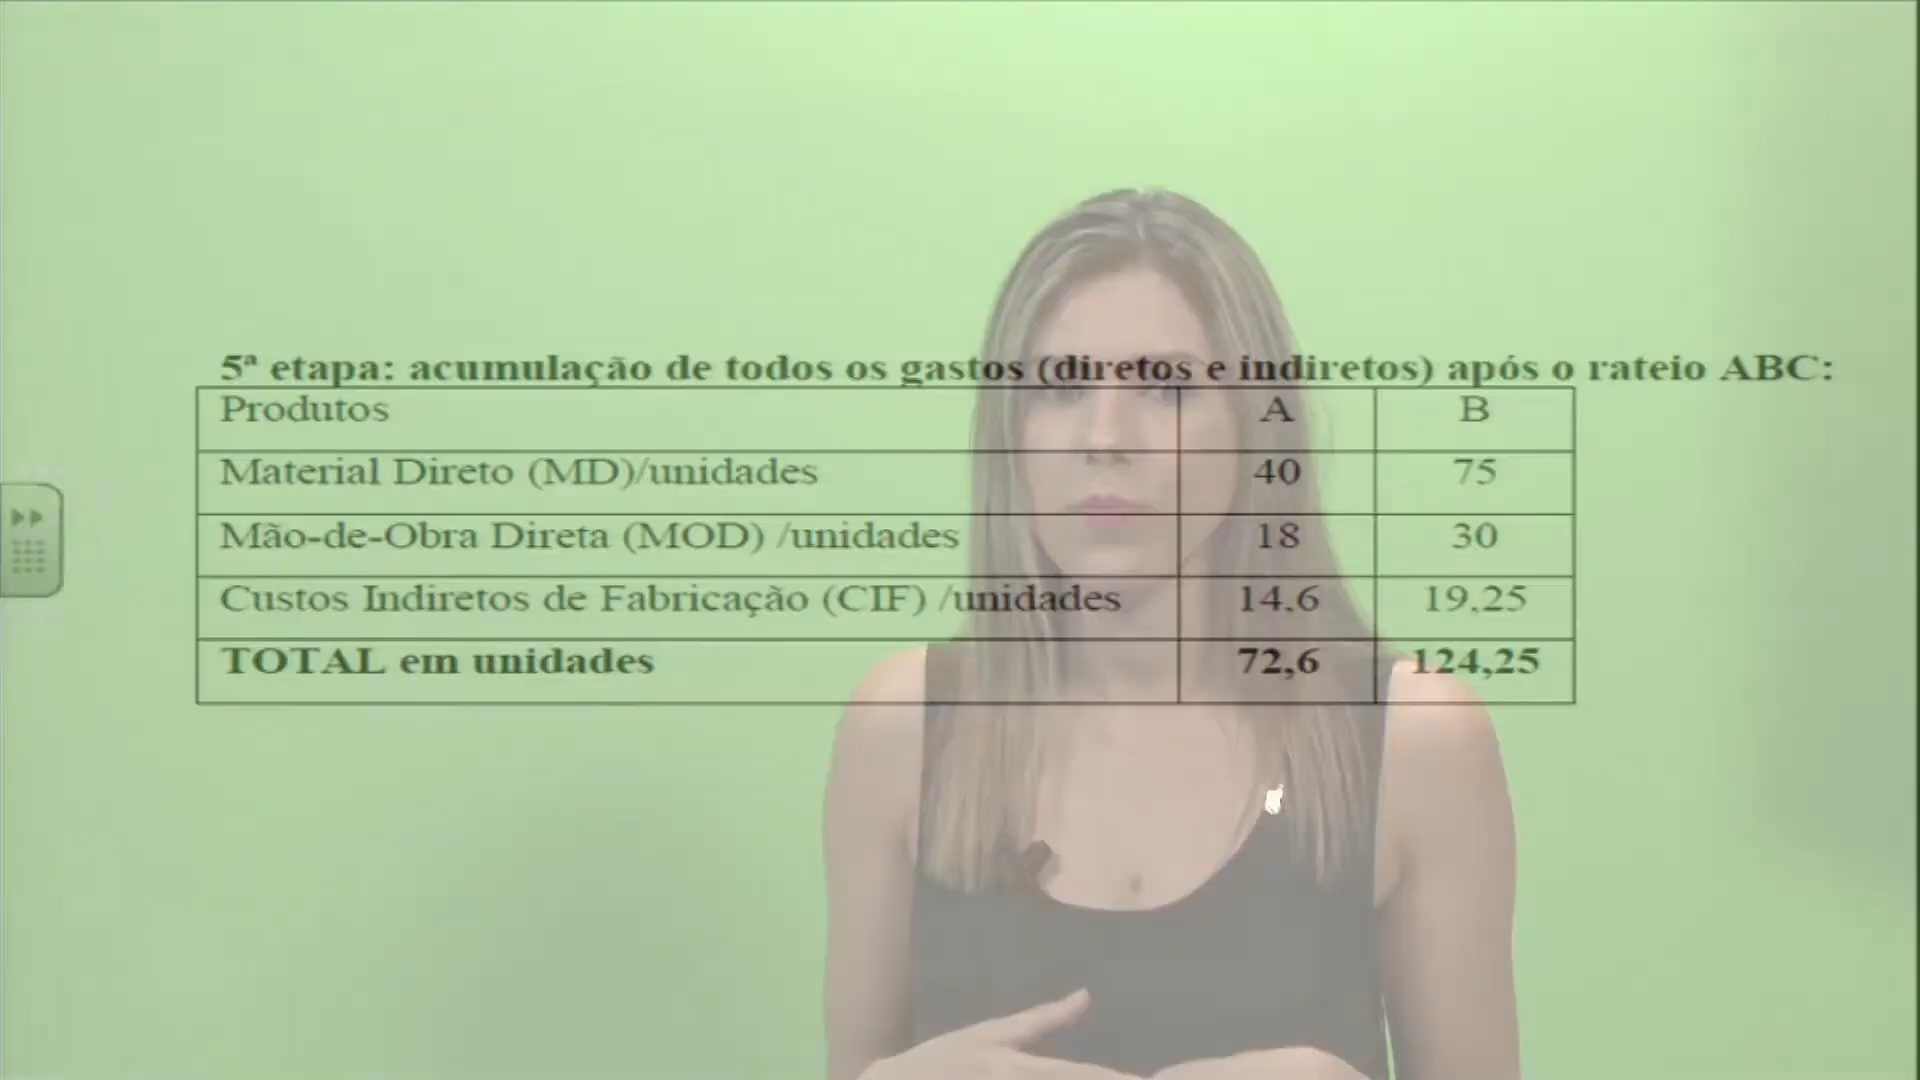 5ª etapa: acumulação de todos os gastos (diretos e indiretos) após o rateio ABC:
Produtos A B
Material Direto (MD)/unidades 40 75
Mão-de-Obra Direta (MOD) /unidades 18 30
Custos Indiretos de Fabricação (CIF) /unidades 14,6 19,25
TOTAL em unidades 72,6 124,25